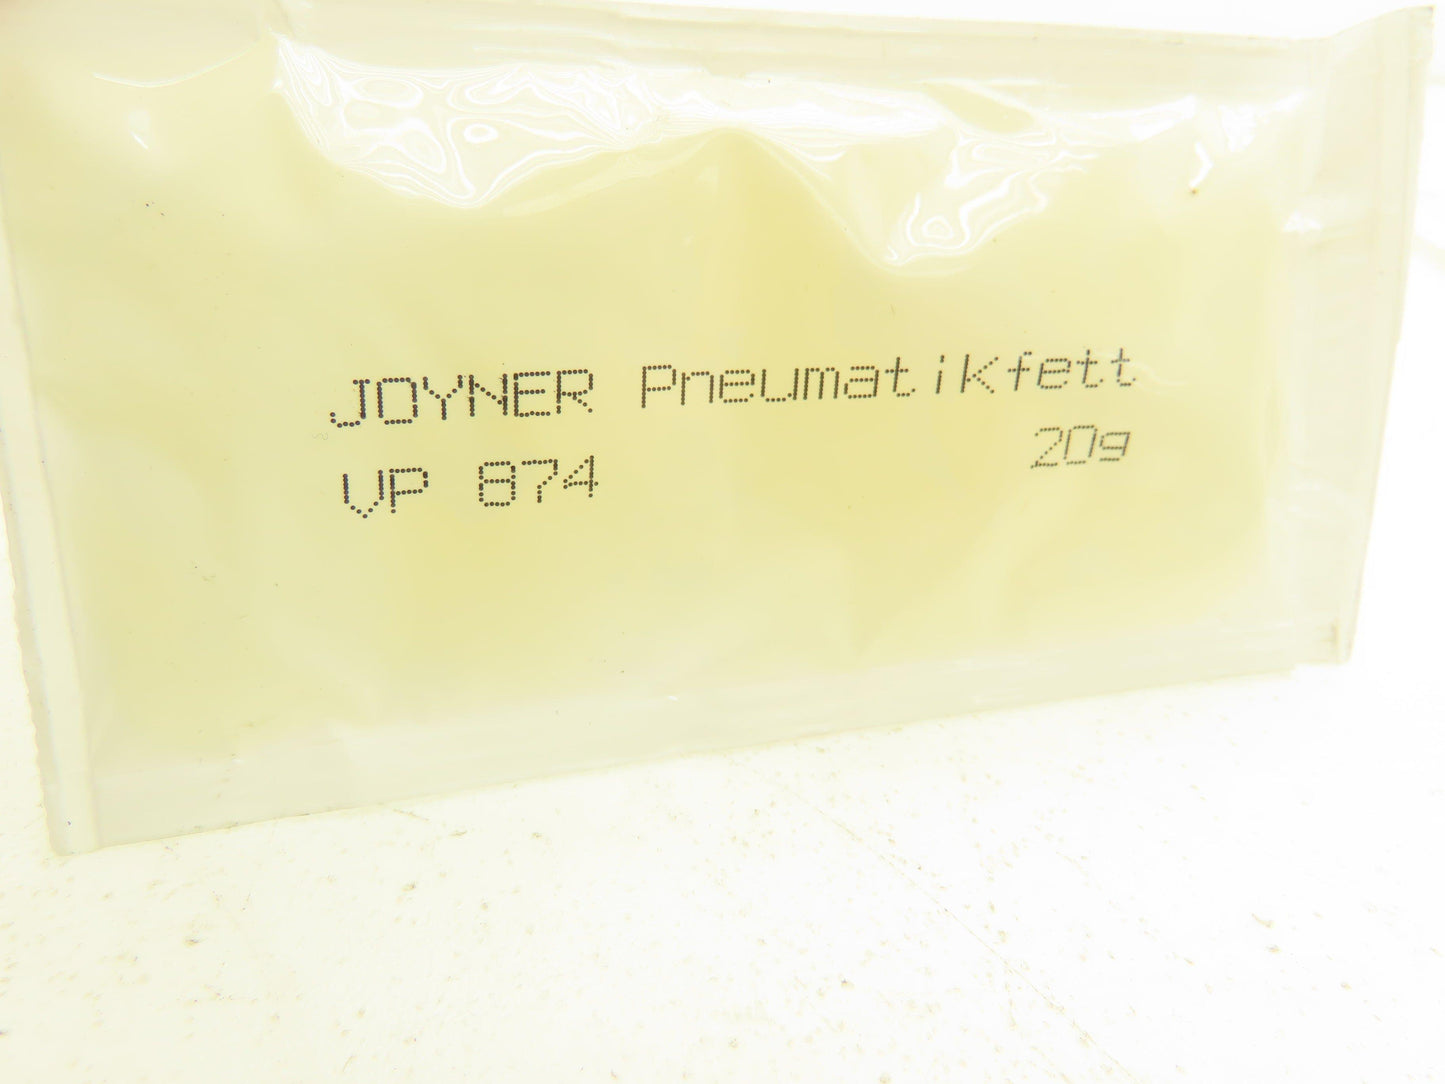 JOYNER Pneumatikfett
VP 874 20g